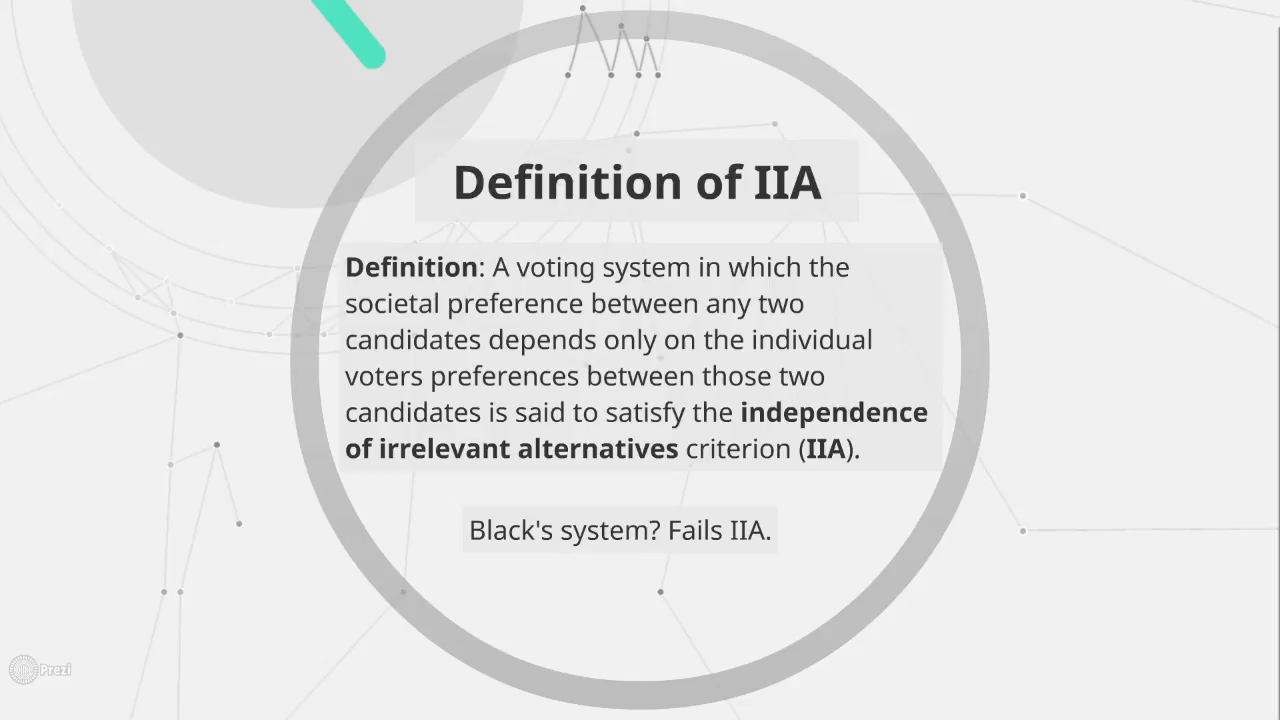 Definition of IIA
Definition: A voting system in which the
societal preference between any two
candidates depends only on the individual
voters preferences between those two
candidates is said to satisfy the independence
of irrelevant alternatives criterion (IIA).
Black's system? Fails IIA.
Prezi